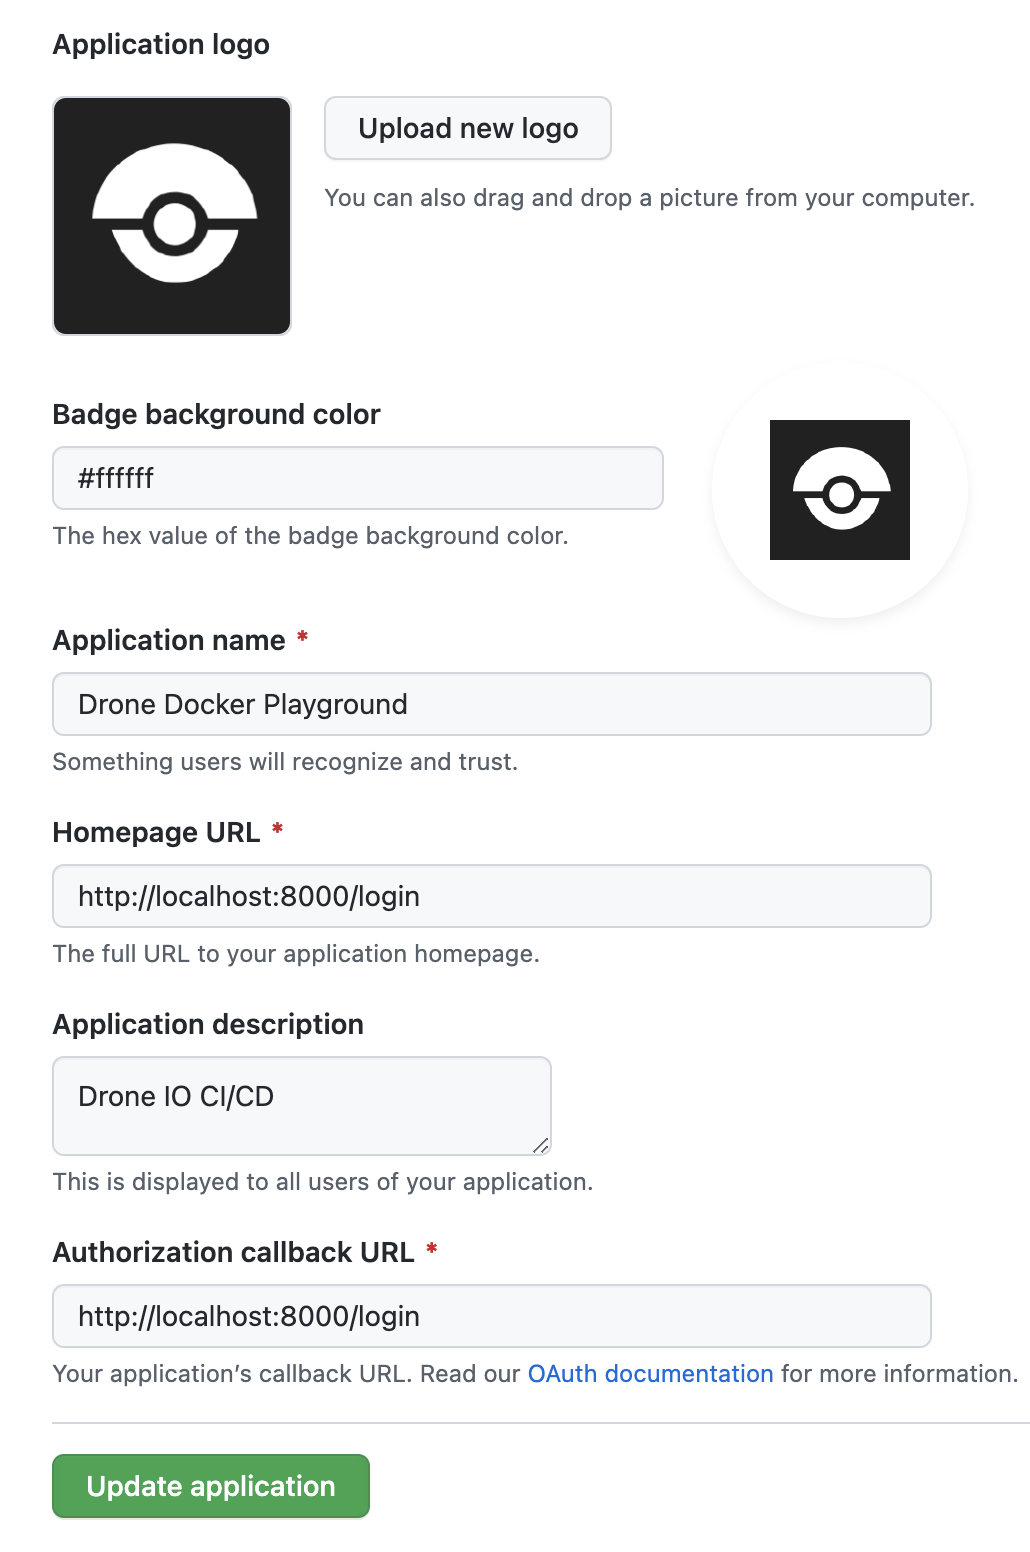 Application logo
Upload new logo
You can also drag and drop a picture from your computer.
Badge background color
#ffffff
The hex value of the badge background color.
Application name *
Drone Docker Playground
Something users will recognize and trust.
Homepage URL *
http://localhost:8000/login
The full URL to your application homepage.
Application description
Drone IO CI/CD
This is displayed to all users of your application.
Authorization callback URL *
http://localhost:8000/login
Your application’s callback URL. Read our OAuth documentation for more information.
Update application